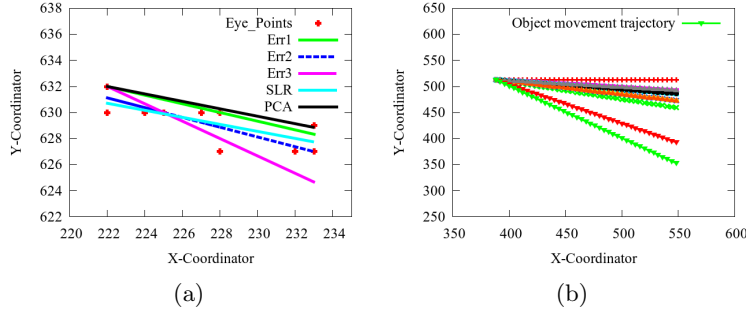 638
636
634
632
630
628
626
624
622
Y-Coordinator
220
222
224
226
228
230
232
234
X-Coordinator
Eye_Points
Err1
Err2
Err3
SLR
PCA
(a)
650
600
550
500
450
400
350
300
250
Y-Coordinator
350
400
450
500
550
600
X-Coordinator
Object movement trajectory
(b)